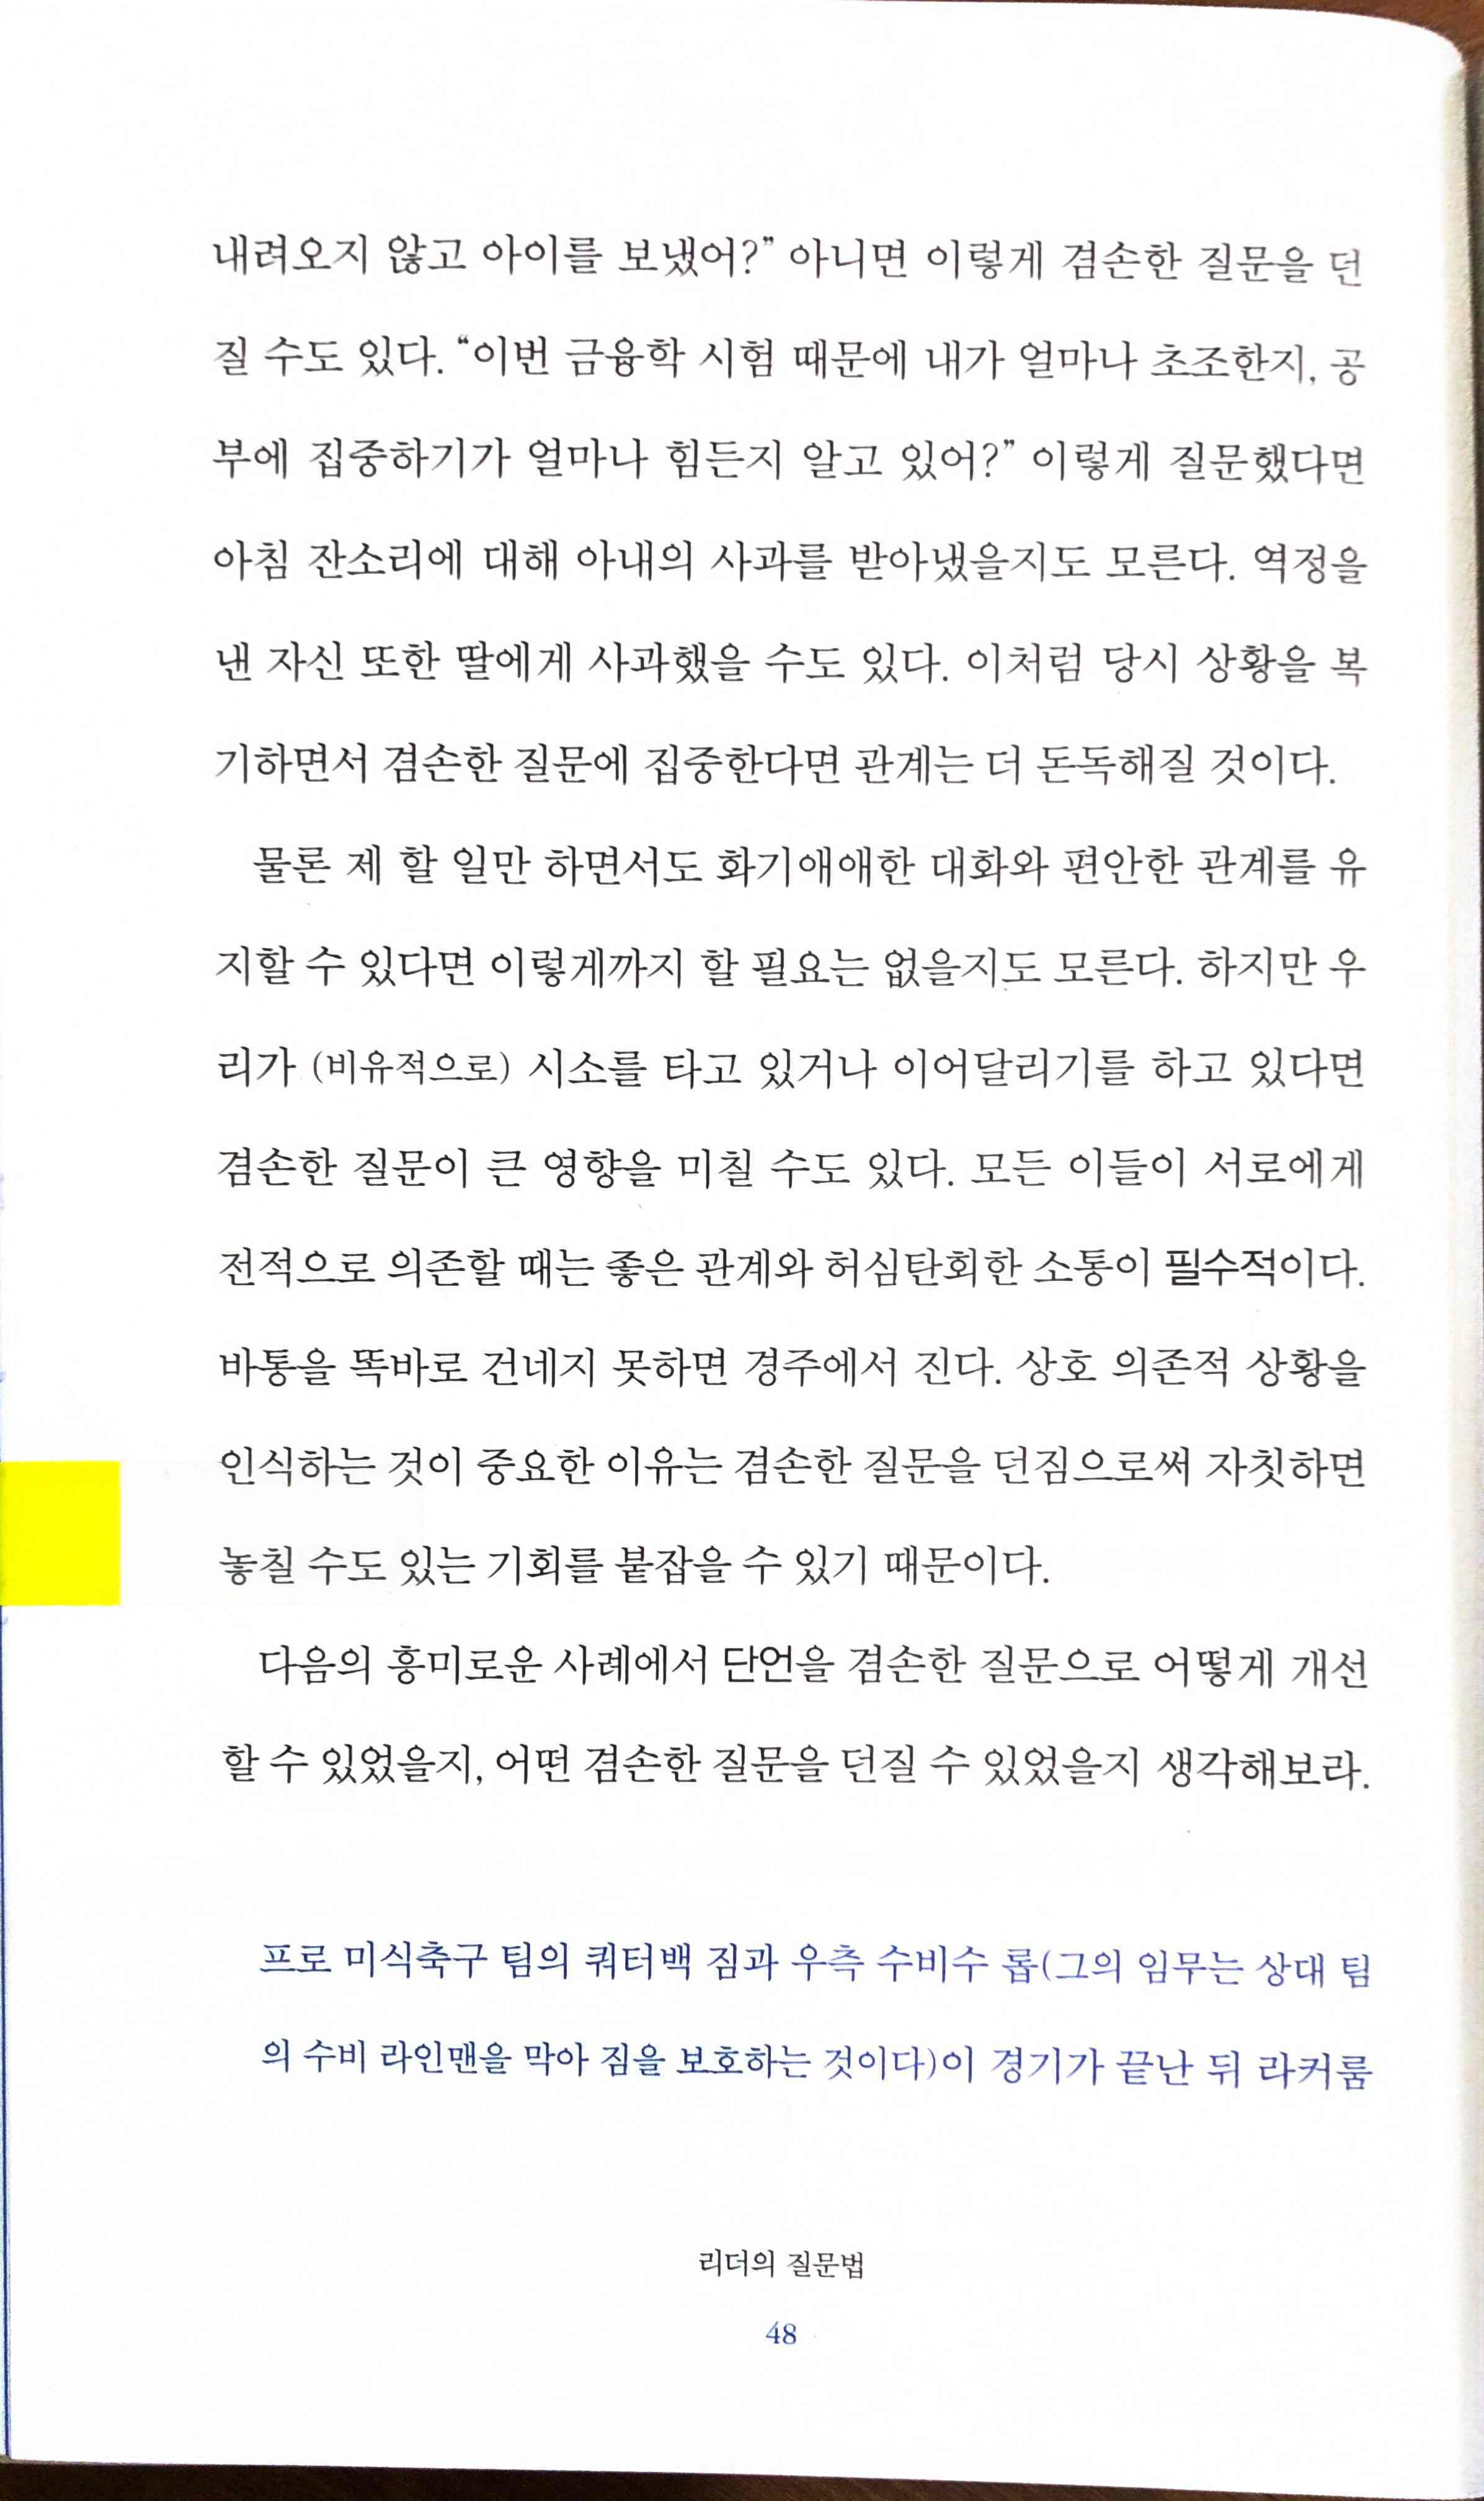 내려오지 않고 아이를 보냈어?” 아니면 이렇게 겸손한 질문을 던
질 수도 있다. “이번 금융학 시험 때문에 내가 얼마나 초조한지, 공
부에 집중하기가 얼마나 힘든지 알고 있어?” 이렇게 질문했다면
아침 잔소리에 대해 아내의 사과를 받아냈을지도 모른다. 역정을
낸 자신 또한 딸에게 사과했을 수도 있다. 이처럼 당시 상황을 복
기하면서 겸손한 질문에 집중한다면 관계는 더 돈독해질 것이다.
물론 제 할 일만 하면서도 화기애애한 대화와 편안한 관계를 유
지할 수 있다면 이렇게까지 할 필요는 없을지도 모른다. 하지만 우
리가 (비유적으로) 시소를 타고 있거나 이어달리기를 하고 있다면
겸손한 질문이 큰 영향을 미칠 수도 있다. 모든 이들이 서로에게
전적으로 의존할 때는 좋은 관계와 허심탄회한 소통이 필수적이다.
바통을 똑바로 건네지 못하면 경주에서 진다. 상호 의존적 상황을
인식하는 것이 중요한 이유는 겸손한 질문을 던짐으로써 자칫하면
놓칠 수도 있는 기회를 붙잡을 수 있기 때문이다.
다음의 흥미로운 사례에서 단언을 겸손한 질문으로 어떻게 개선
할 수 있었을지, 어떤 겸손한 질문을 던질 수 있었을지 생각해보라.
프로 미식축구 팀의 쿼터백 짐과 우측 수비수 롭(그의 임무는 상대 팀
의 수비 라인맨을 막아 짐을 보호하는 것이다)이 경기가 끝난 뒤 라커룸
리더의 질문법
48